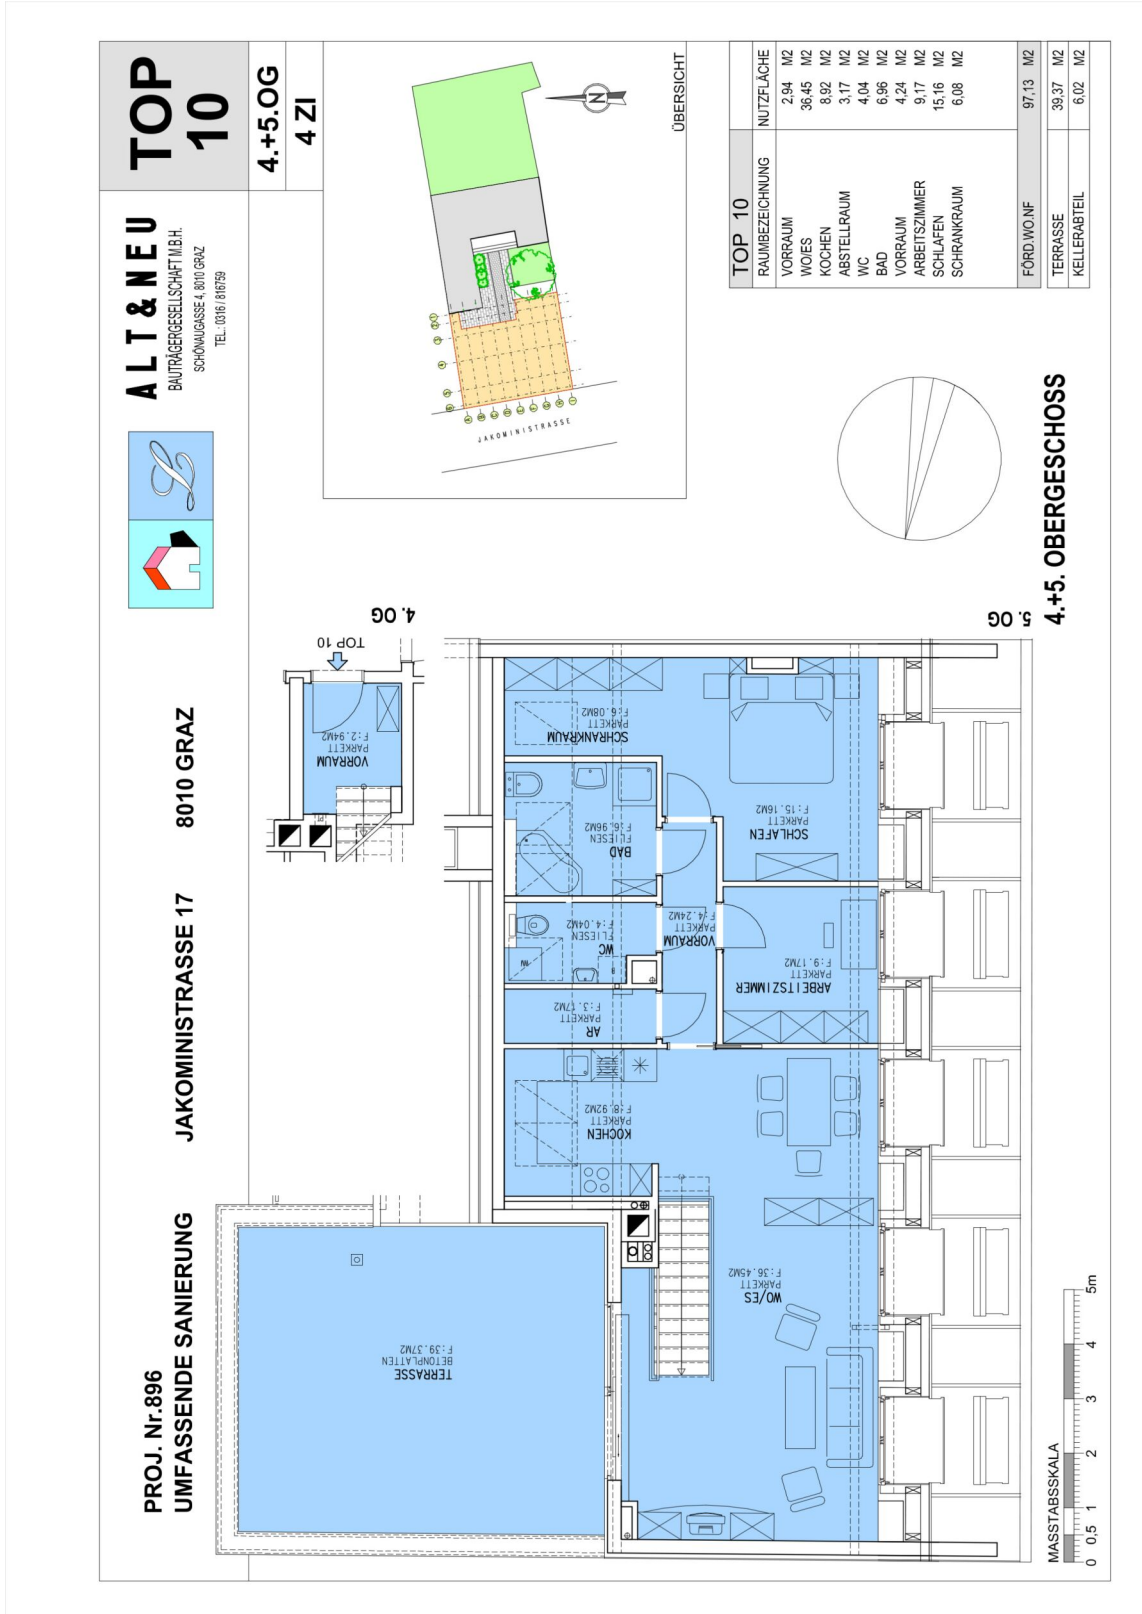 PROJ. Nr.896
UMFASSENDE SANIERUNG
JAKOMINISTRASSE 17
8010 GRAZ
ALT&NEU
BAUTRÄGERGESELLSCHAFT M.B.H.
SCHÖNAUGASSE 4, 8010 GRAZ
TEL.: 0316 / 816759
TOP
10
4.+5.OG
4 ZI
TERRASSE
BETONPLATTEN
F:39.37M2
VORRAUM
PARKETT
F:2.94M2
TOP 10
4. OG
JAKOMINISTRASSE
N
ÜBERSICHT
KOCHEN
PARKETT
F:8.92M2
AR
PARKETT
F:3.17M2
WC
FLIESEN
F:4.04M2
BAD
FLIESEN
F:6.96M2
SCHRANKRAUM
PARKETT
F:6.08M2
VORRAUM
PARKETT
F:4.24M2
WO/ES
PARKETT
F:36.45M2
ARBEITSZIMMER
PARKETT
F:9.17M2
SCHLAFEN
PARKETT
F:15.16M2
5. OG
TOP 10
RAUMBEZEICHNUNG NUTZFLÄCHE
VORRAUM 2,94 M2
WO/ES 36,45 M2
KOCHEN 8,92 M2
ABSTELLRAUM 3,17 M2
WC 4,04 M2
BAD 6,96 M2
VORRAUM 4,24 M2
ARBEITSZIMMER 9,17 M2
SCHLAFEN 15,16 M2
SCHRANKRAUM 6,08 M2
FÖRD.WO.NF 97,13 M2
TERRASSE 39,37 M2
KELLERABTEIL 6,02 M2
MASSTABSSKALA
0 0,5 1 2 3 4 5m
4.+5. OBERGESCHOSS